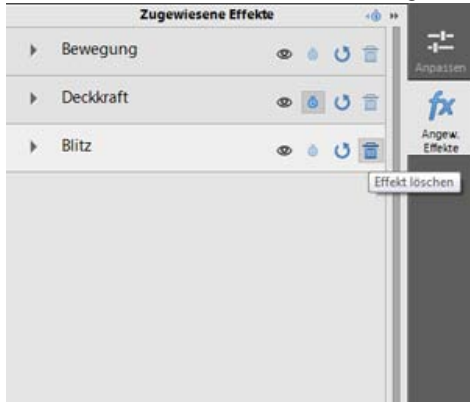 Zugewiesene Effekte
Bewegung
Deckkraft
Blitz
Effekt löschen
Anpassen
fx
Angew.
Effekte